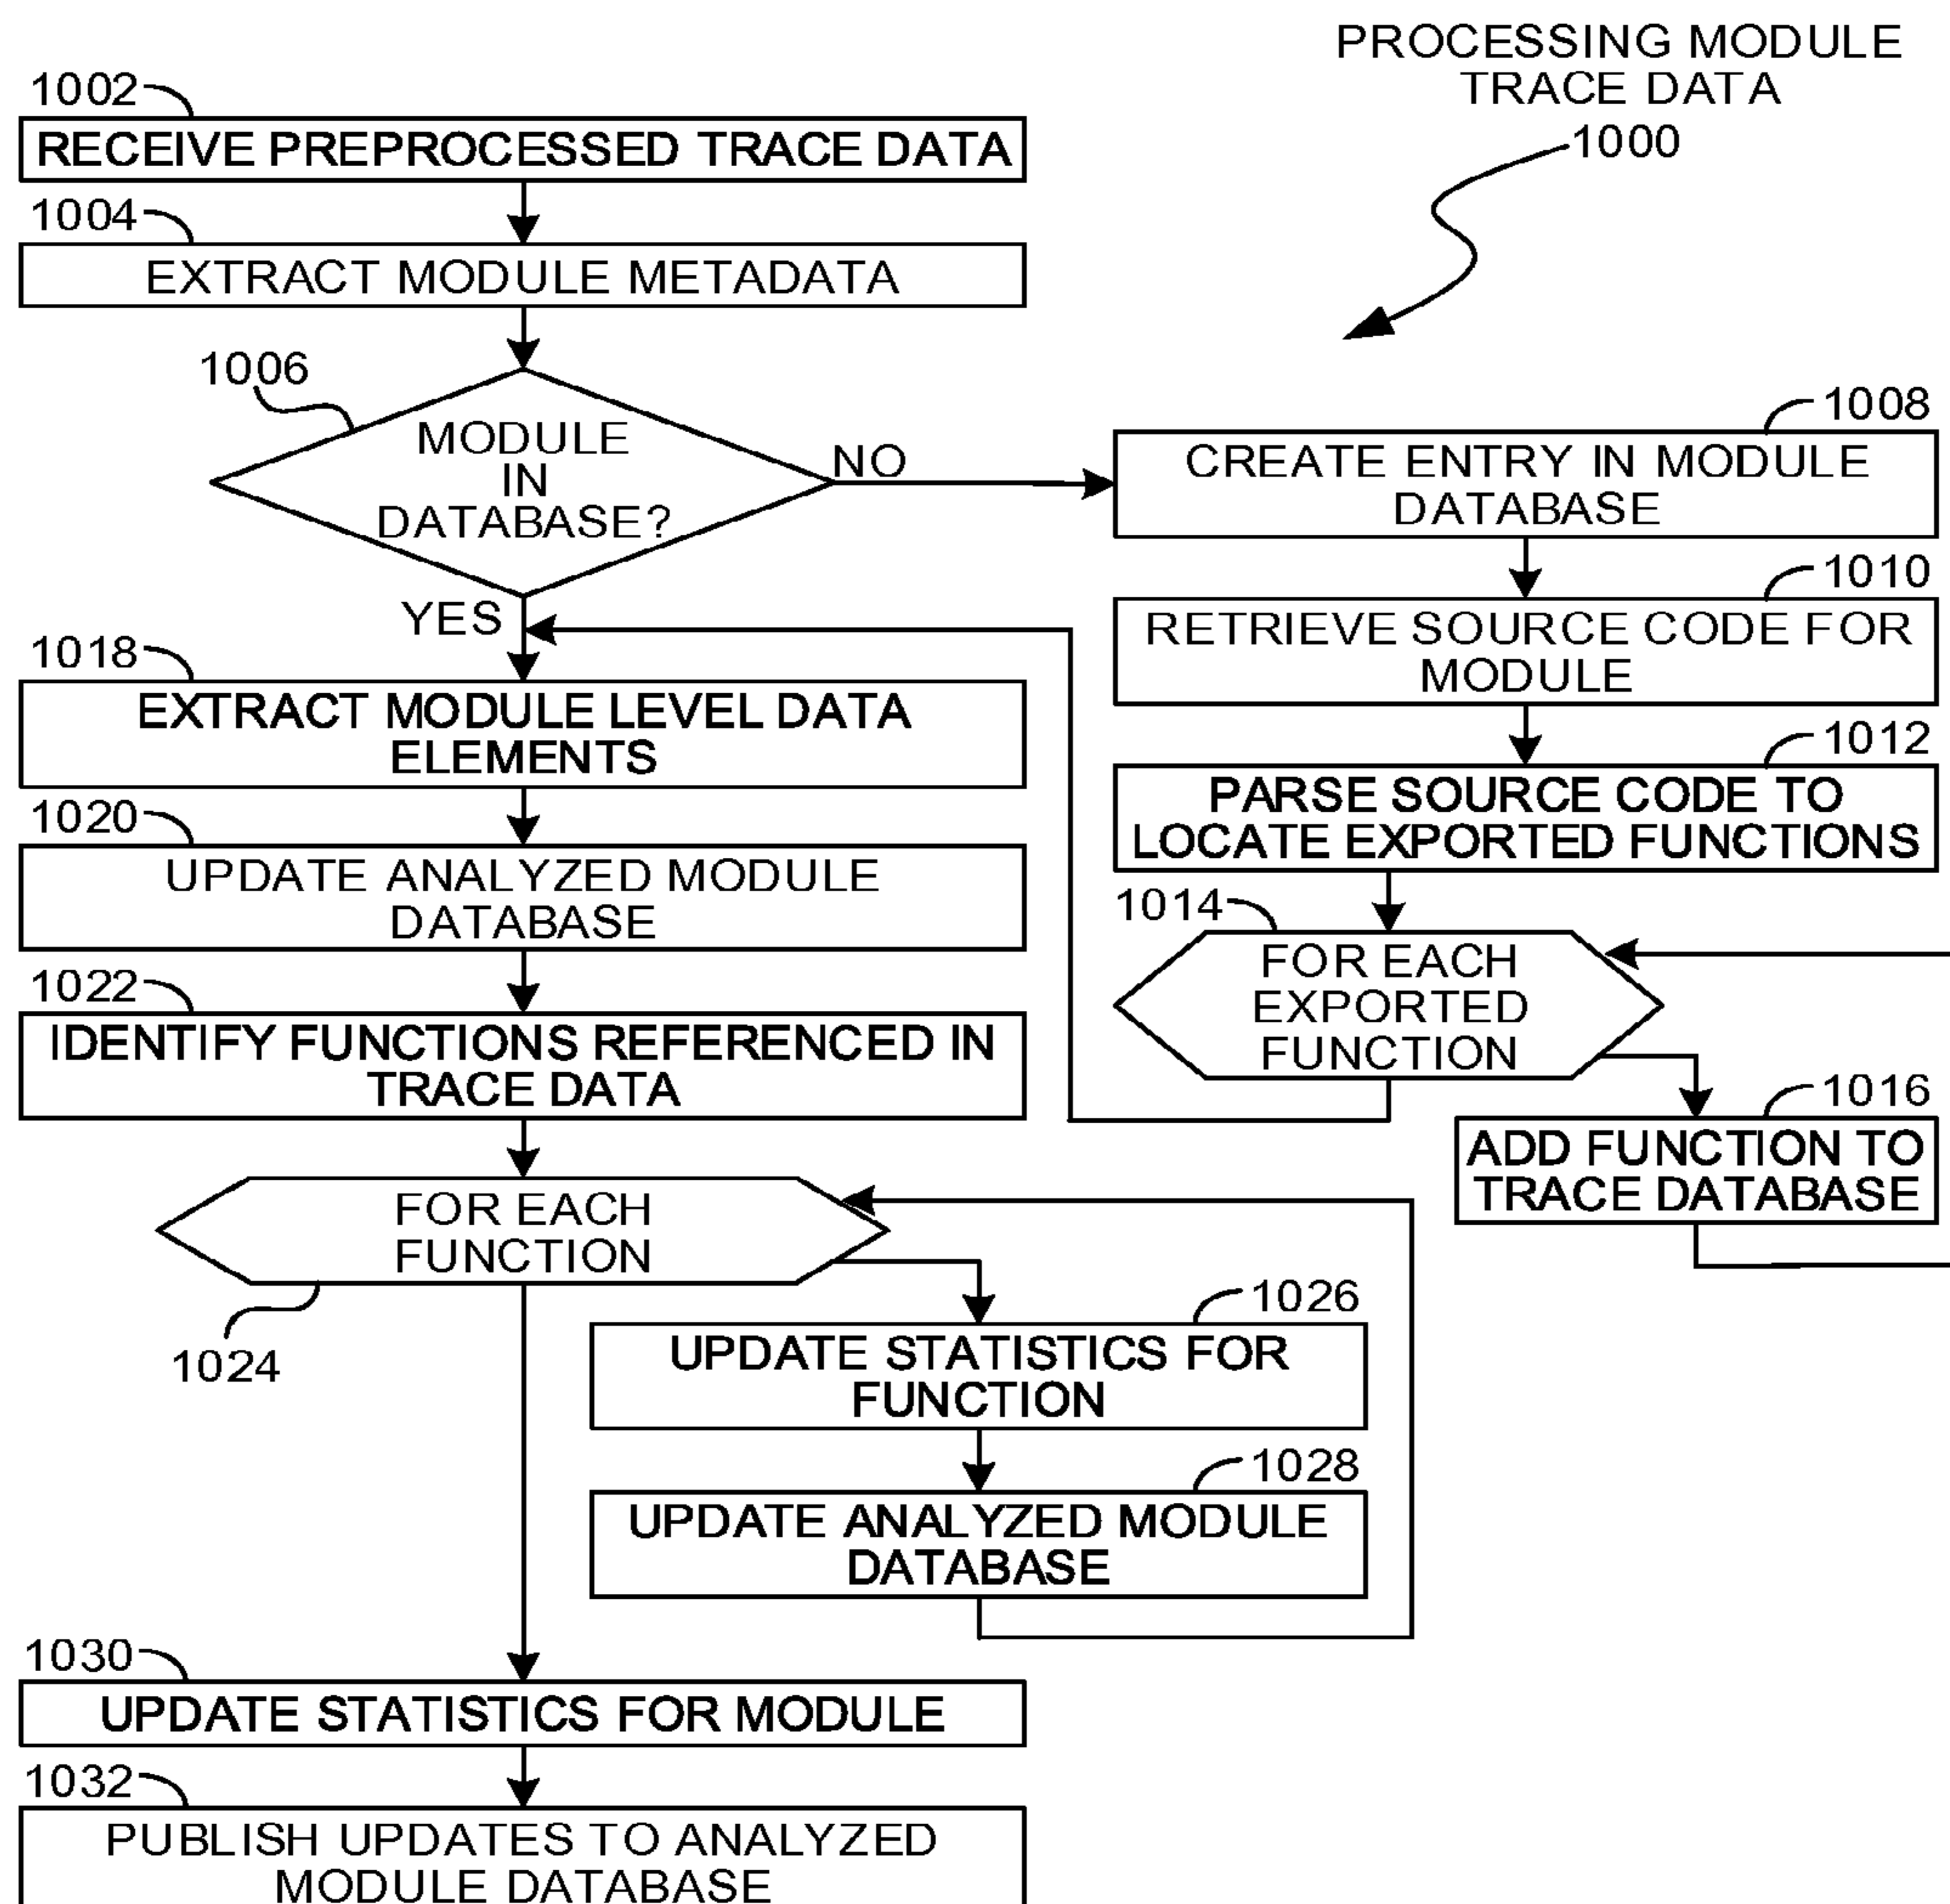 PROCESSING MODULE
TRACE DATA
1000
1002
RECEIVE PREPROCESSED TRACE DATA
1004
EXTRACT MODULE METADATA
1006
MODULE
IN
DATABASE?
NO
YES
1008
CREATE ENTRY IN MODULE
DATABASE
1010
RETRIEVE SOURCE CODE FOR
MODULE
1012
PARSE SOURCE CODE TO
LOCATE EXPORTED FUNCTIONS
1014
FOR EACH
EXPORTED
FUNCTION
1016
ADD FUNCTION TO
TRACE DATABASE
1018
EXTRACT MODULE LEVEL DATA
ELEMENTS
1020
UPDATE ANALYZED MODULE
DATABASE
1022
IDENTIFY FUNCTIONS REFERENCED IN
TRACE DATA
FOR EACH
FUNCTION
1024
1026
UPDATE STATISTICS FOR
FUNCTION
1028
UPDATE ANALYZED MODULE
DATABASE
1030
UPDATE STATISTICS FOR MODULE
1032
PUBLISH UPDATES TO ANALYZED
MODULE DATABASE